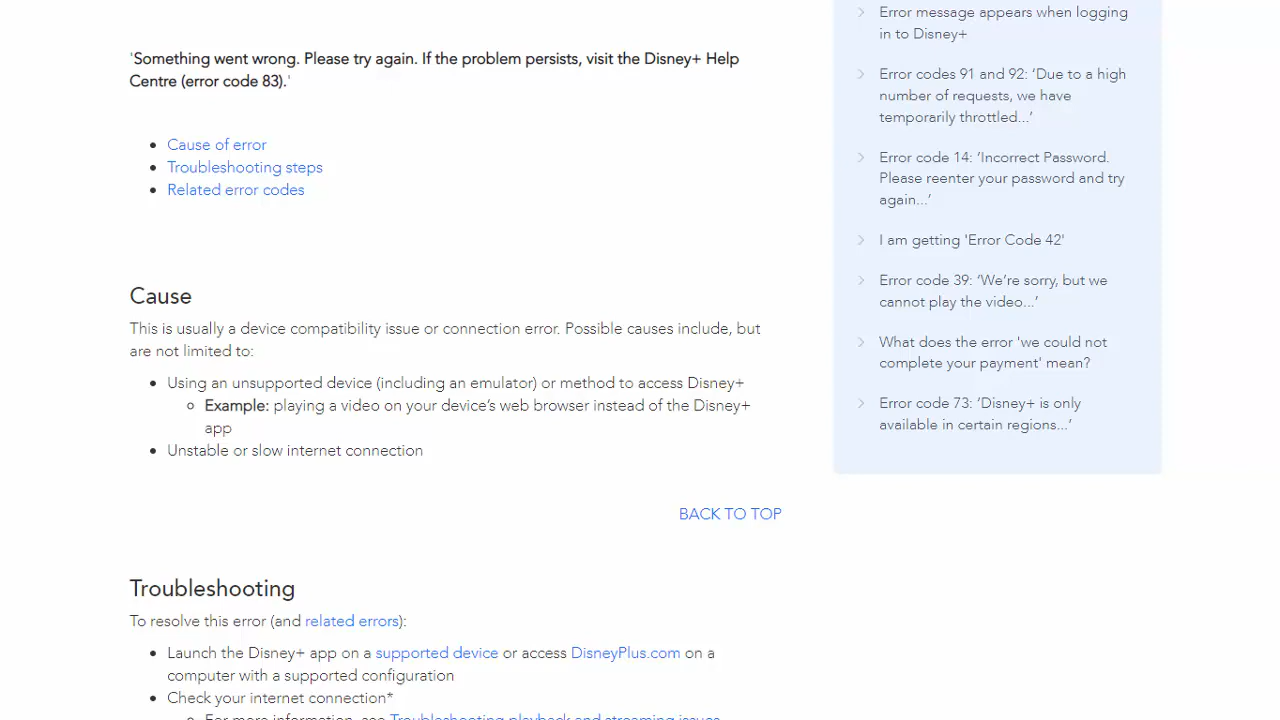 'Something went wrong. Please try again. If the problem persists, visit the Disney+ Help
Centre (error code 83).'
Cause of error
Troubleshooting steps
Related error codes
Cause
This is usually a device compatibility issue or connection error. Possible causes include, but
are not limited to:
Using an unsupported device (including an emulator) or method to access Disney+
Example: playing a video on your device’s web browser instead of the Disney+
app
Unstable or slow internet connection
BACK TO TOP
Troubleshooting
To resolve this error (and related errors):
Launch the Disney+ app on a supported device or access DisneyPlus.com on a
computer with a supported configuration
Check your internet connection*
For more information, see Troubleshooting playback and streaming issues
Error message appears when logging
in to Disney+
Error codes 91 and 92: ‘Due to a high
number of requests, we have
temporarily throttled...’
Error code 14: ‘Incorrect Password.
Please reenter your password and try
again...’
I am getting 'Error Code 42'
Error code 39: ‘We’re sorry, but we
cannot play the video...’
What does the error 'we could not
complete your payment' mean?
Error code 73: ‘Disney+ is only
available in certain regions...’